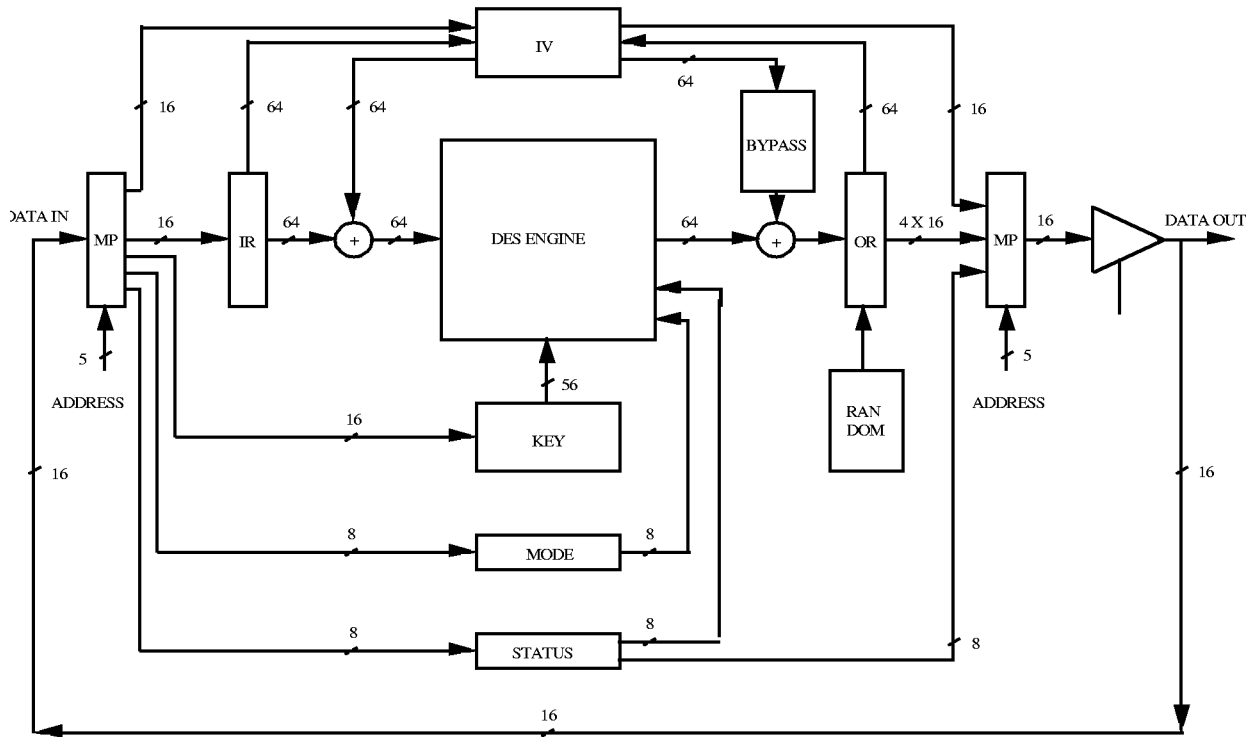 IV
16
64
64
64
64
16
BYPASS
DATA IN
MP
16
IR
64
+
64
DES ENGINE
64
+
OR
4 X 16
MP
16
DATA OUT
5
ADDRESS
56
16
KEY
RAN
DOM
5
ADDRESS
16
16
8
MODE
8
8
STATUS
8
8
16